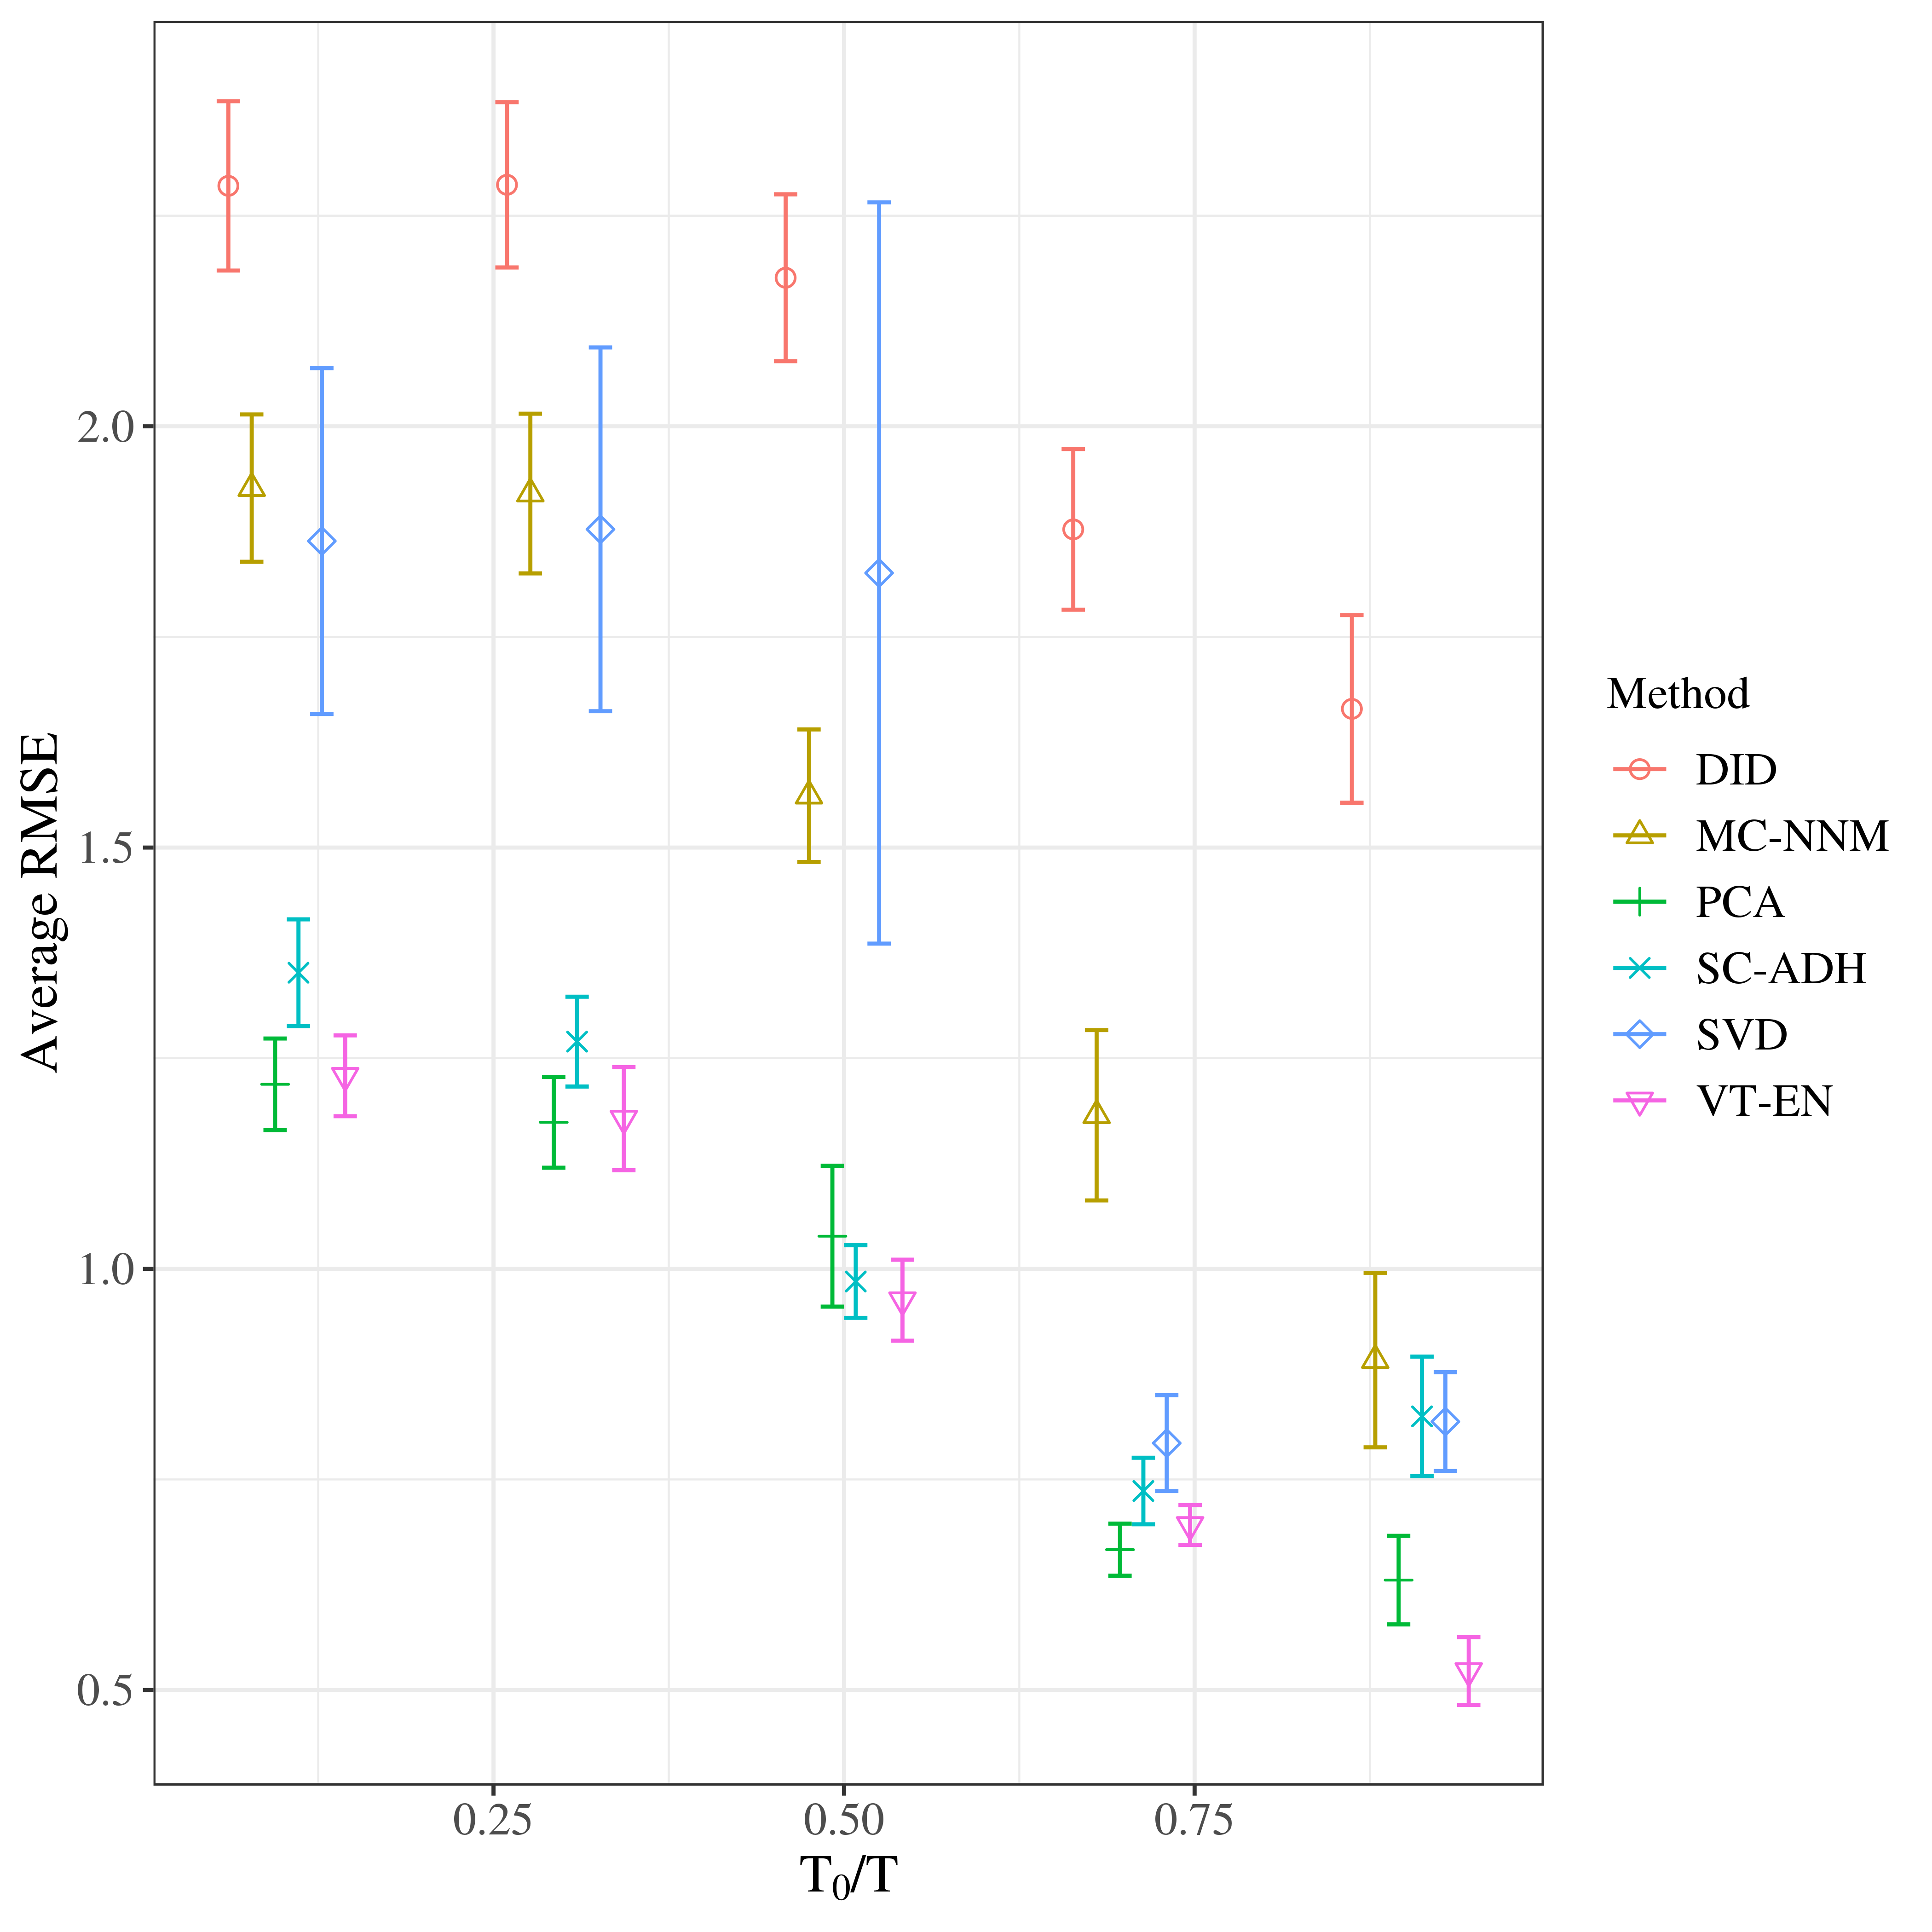 Average RMSE
2.0
1.5
1.0
0.5
0.25 0.50 0.75
T₀/T
Method
DID
MC-NNM
PCA
SC-ADH
SVD
VT-EN